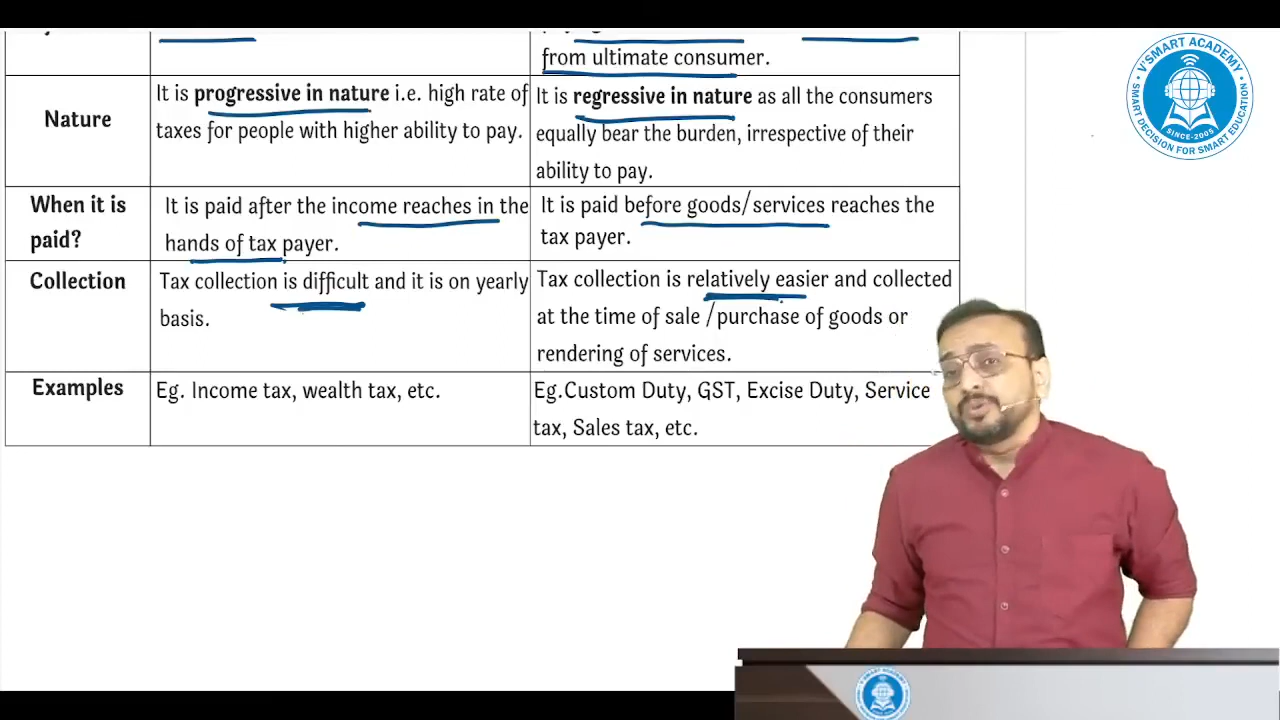 from ultimate consumer.
Nature
It is progressive in nature i.e. high rate of
taxes for people with higher ability to pay.
It is regressive in nature as all the consumers
equally bear the burden, irrespective of their
ability to pay.
When it is
paid?
It is paid after the income reaches in the
hands of tax payer.
It is paid before goods/services reaches the
tax payer.
Collection
Tax collection is difficult and it is on yearly
basis.
Tax collection is relatively easier and collected
at the time of sale /purchase of goods or
rendering of services.
Examples
Eg. Income tax, wealth tax, etc.
Eg.Custom Duty, GST, Excise Duty, Service
tax, Sales tax, etc.
V'SMART ACADEMY
SINCE-2005
SMART DECISION FOR SMART EDUCATION